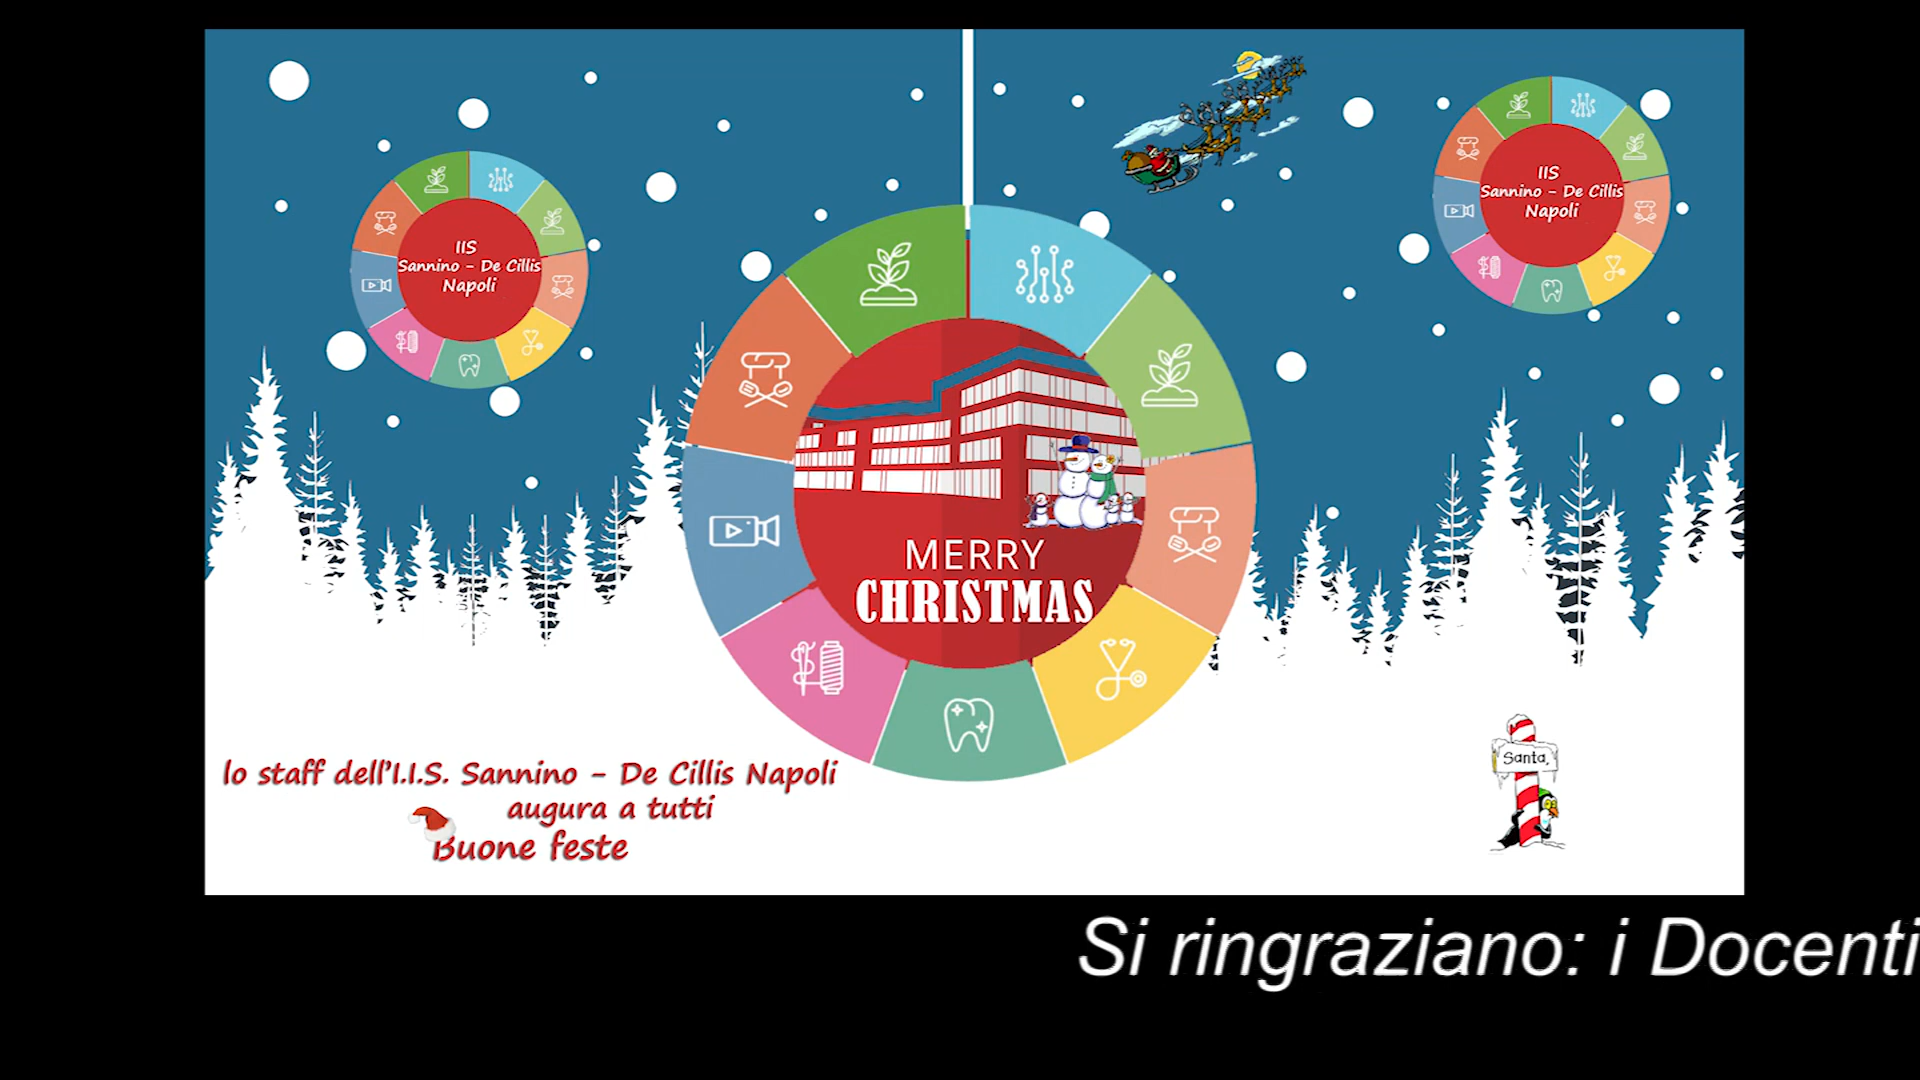 IIS
Sannino - De Cillis
Napoli
IIS
Sannino - De Cillis
Napoli
MERRY
CHRISTMAS
Santa,
lo staff dell'I.I.S. Sannino - De Cillis Napoli
augura a tutti
Buone feste
Si ringraziano: i Docenti